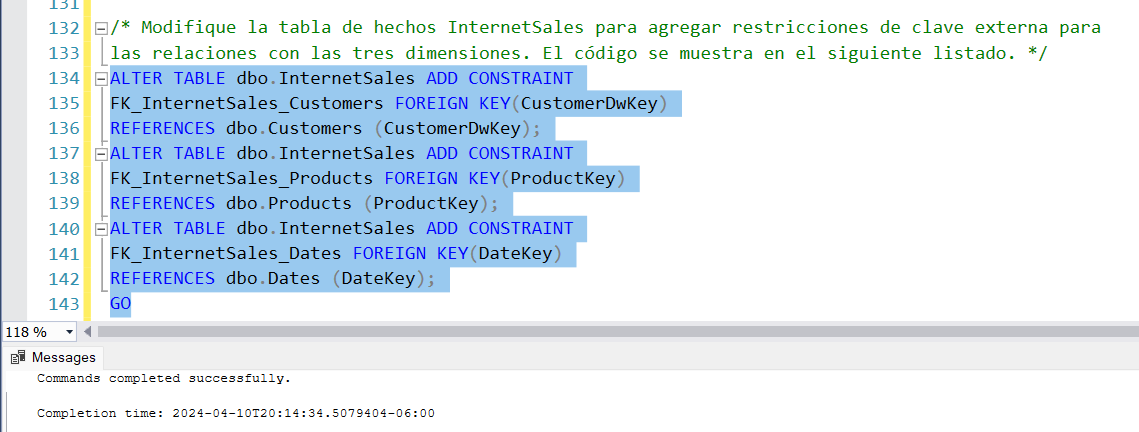 131
132 /* Modifique la tabla de hechos InternetSales para agregar restricciones de clave externa para
133 las relaciones con las tres dimensiones. El código se muestra en el siguiente listado. */
134 ALTER TABLE dbo.InternetSales ADD CONSTRAINT
135 FK_InternetSales_Customers FOREIGN KEY(CustomerDwKey)
136 REFERENCES dbo.Customers (CustomerDwKey);
137 ALTER TABLE dbo.InternetSales ADD CONSTRAINT
138 FK_InternetSales_Products FOREIGN KEY(ProductKey)
139 REFERENCES dbo.Products (ProductKey);
140 ALTER TABLE dbo.InternetSales ADD CONSTRAINT
141 FK_InternetSales_Dates FOREIGN KEY(DateKey)
142 REFERENCES dbo.Dates (DateKey);
143 GO
118 %
Messages
Commands completed successfully.
Completion time: 2024-04-10T20:14:34.5079404-06:00